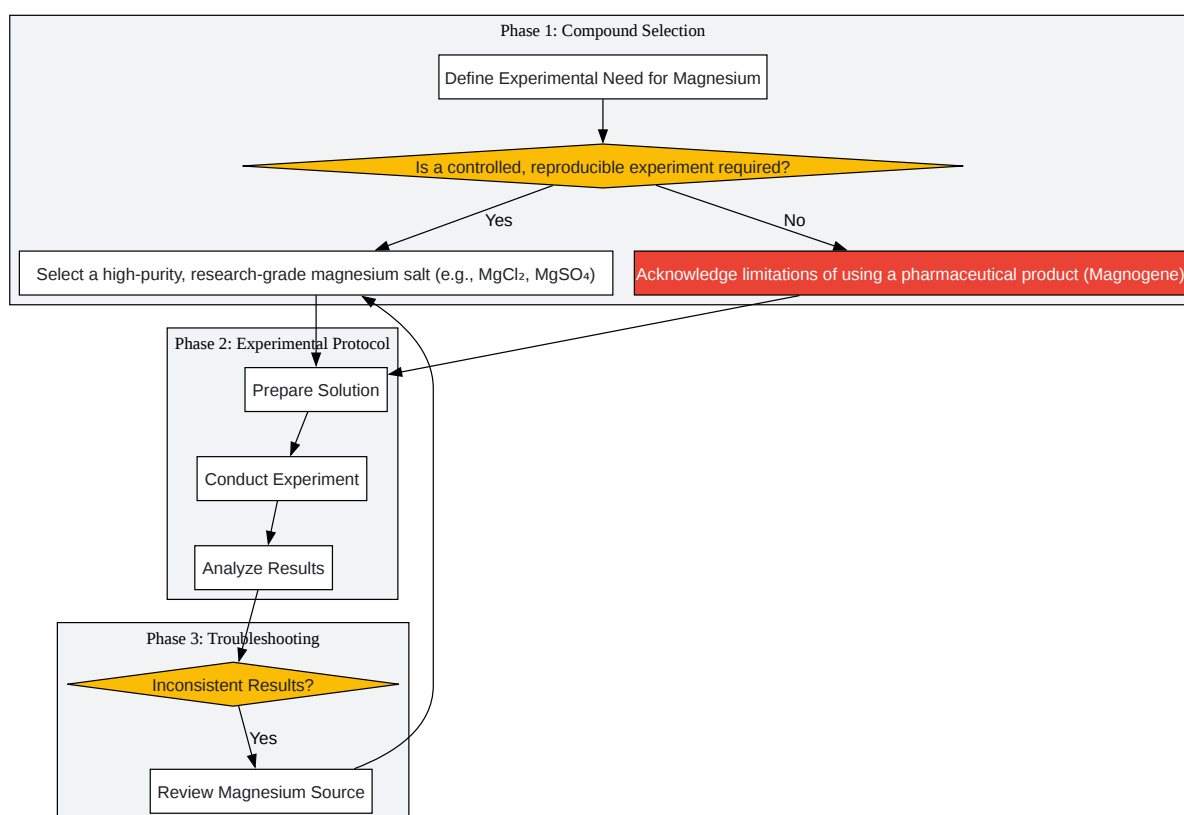 Phase 1: Compound Selection
Define Experimental Need for Magnesium
Is a controlled, reproducible experiment required?
Yes
No
Select a high-purity, research-grade magnesium salt (e.g., MgCl₂, MgSO₄)
Acknowledge limitations of using a pharmaceutical product (Magnogene)
Phase 2: Experimental Protocol
Prepare Solution
Conduct Experiment
Analyze Results
Phase 3: Troubleshooting
Inconsistent Results?
Yes
Review Magnesium Source